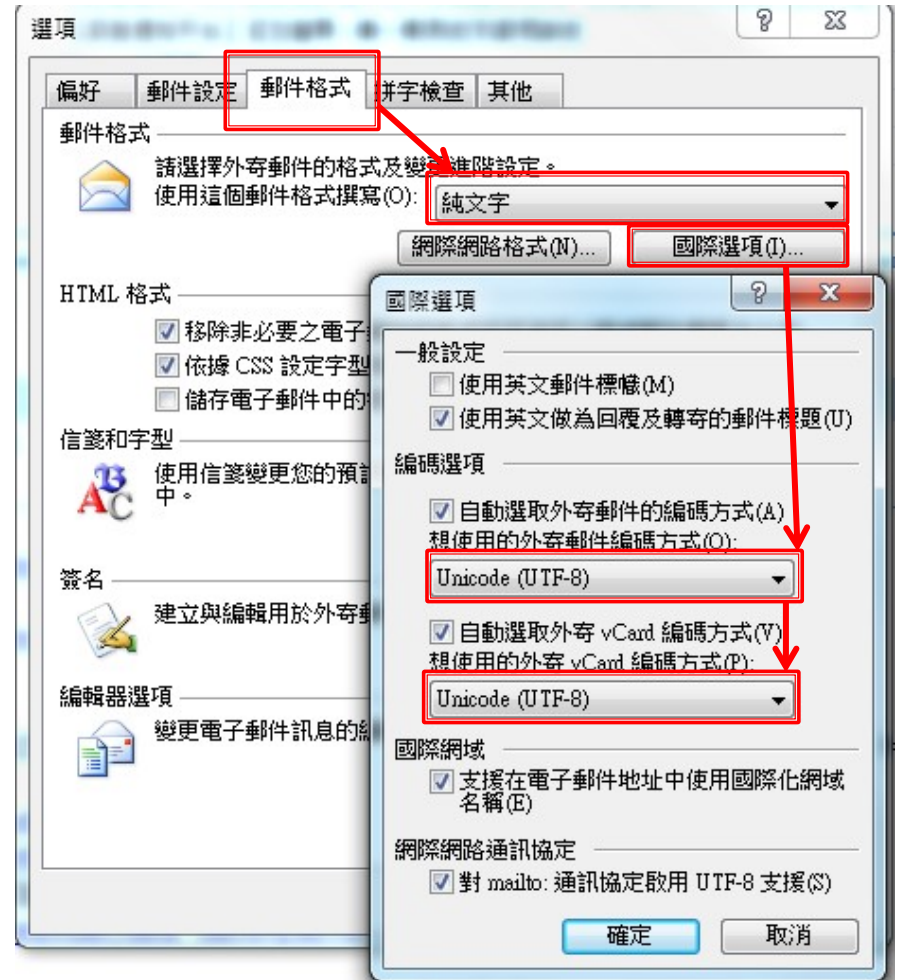 選項
偏好 郵件設定 郵件格式 拼字檢查 其他
郵件格式
請選擇外寄郵件的格式及變更進階設定。
使用這個郵件格式撰寫(O): 純文字
網際網路格式(N)... 國際選項(I)...
HTML 格式
移除非必要之電子
依據 CSS 設定字型
儲存電子郵件中的
信箋和字型
使用信箋變更您的預
中。
簽名
建立與編輯用於外寄
編輯器選項
變更電子郵件訊息的
國際選項
一般設定
使用英文郵件標幟(M)
使用英文做為回覆及轉寄的郵件標題(U)
編碼選項
自動選取外寄郵件的編碼方式(A)
想使用的外寄郵件編碼方式(O):
Unicode (UTF-8)
自動選取外寄 vCard 編碼方式(V)
想使用的外寄 vCard 編碼方式(P):
Unicode (UTF-8)
國際網域
支援在電子郵件地址中使用國際化網域
名稱(E)
網際網路通訊協定
對 mailto: 通訊協定啟用 UTF-8 支援(S)
確定 取消